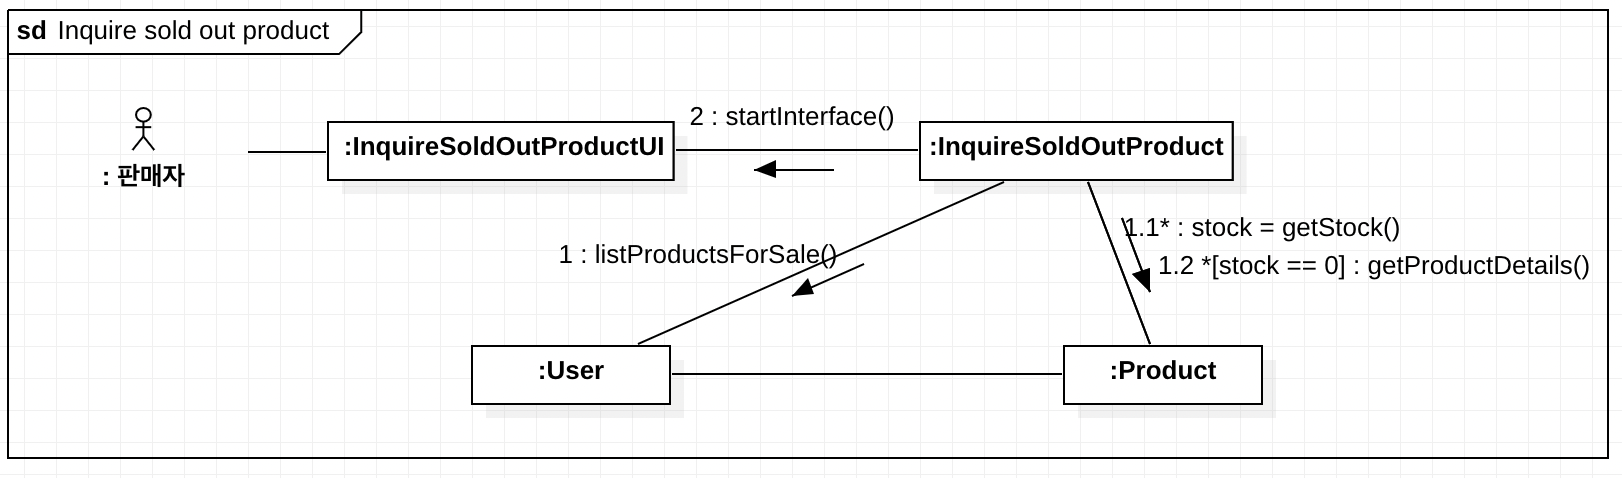 sd Inquire sold out product
2 : startInterface()
:InquireSoldOutProductUI
:InquireSoldOutProduct
: 판매자
1.1* : stock = getStock()
1 : listProductsForSale()
1.2 *[stock == 0] : getProductDetails()
:User
:Product